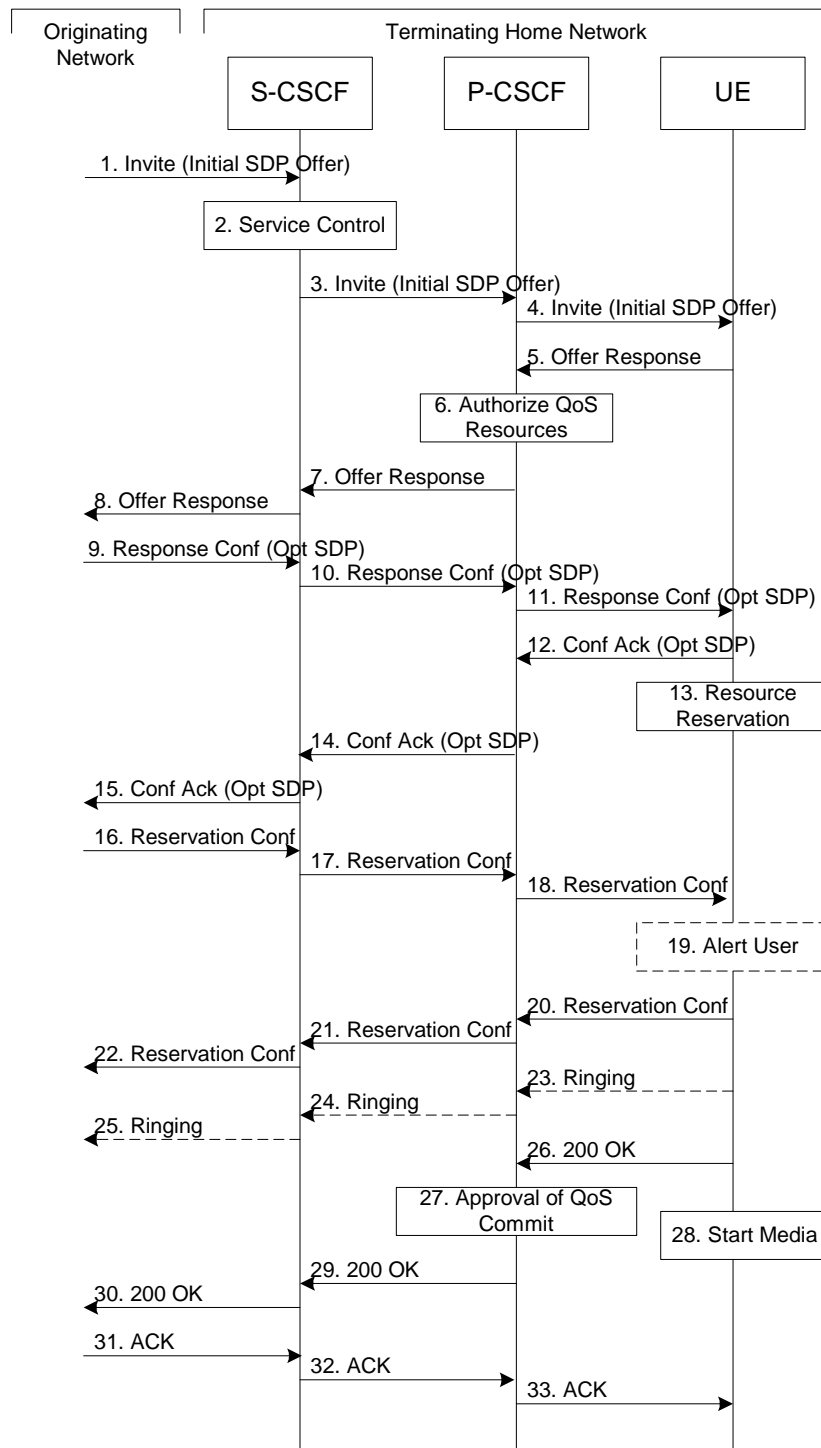 Originating
Network
Terminating Home Network
S-CSCF
P-CSCF
UE
1. Invite (Initial SDP Offer)
2. Service Control
3. Invite (Initial SDP Offer)
4. Invite (Initial SDP Offer)
5. Offer Response
6. Authorize QoS
Resources
7. Offer Response
8. Offer Response
9. Response Conf (Opt SDP)
10. Response Conf (Opt SDP)
11. Response Conf (Opt SDP)
12. Conf Ack (Opt SDP)
13. Resource
Reservation
14. Conf Ack (Opt SDP)
15. Conf Ack (Opt SDP)
16. Reservation Conf
17. Reservation Conf
18. Reservation Conf
19. Alert User
20. Reservation Conf
21. Reservation Conf
22. Reservation Conf
23. Ringing
24. Ringing
25. Ringing
26. 200 OK
27. Approval of QoS
Commit
28. Start Media
29. 200 OK
30. 200 OK
31. ACK
32. ACK
33. ACK